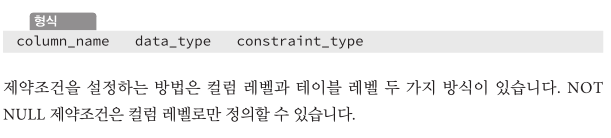 형식
column_name data_type constraint_type
제약조건을 설정하는 방법은 컬럼 레벨과 테이블 레벨 두 가지 방식이 있습니다. NOT
NULL 제약조건은 컬럼 레벨로만 정의할 수 있습니다.